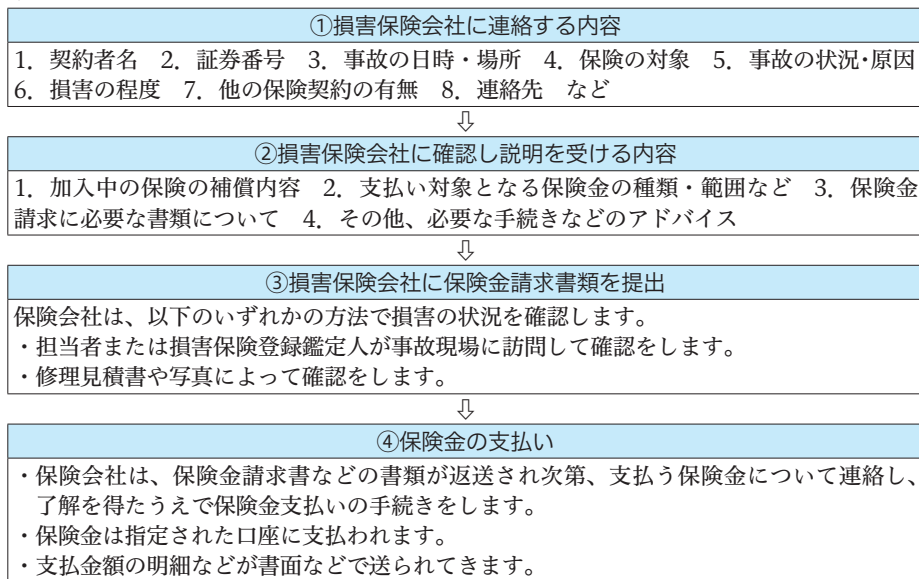 ①損害保険会社に連絡する内容
1．契約者名　2．証券番号　3．事故の日時・場所　4．保険の対象　5．事故の状況・原因
6．損害の程度　7．他の保険契約の有無　8．連絡先　など
⇩
②損害保険会社に確認し説明を受ける内容
1．加入中の保険の補償内容　2．支払い対象となる保険金の種類・範囲など　3．保険金
請求に必要な書類について　4．その他、必要な手続きなどのアドバイス
⇩
③損害保険会社に保険金請求書類を提出
保険会社は、以下のいずれかの方法で損害の状況を確認します。
・担当者または損害保険登録鑑定人が事故現場に訪問して確認をします。
・修理見積書や写真によって確認をします。
⇩
④保険金の支払い
・保険会社は、保険金請求書などの書類が返送され次第、支払う保険金について連絡し、
了解を得たうえで保険金支払いの手続きをします。
・保険金は指定された口座に支払われます。
・支払金額の明細などが書面などで送られてきます。